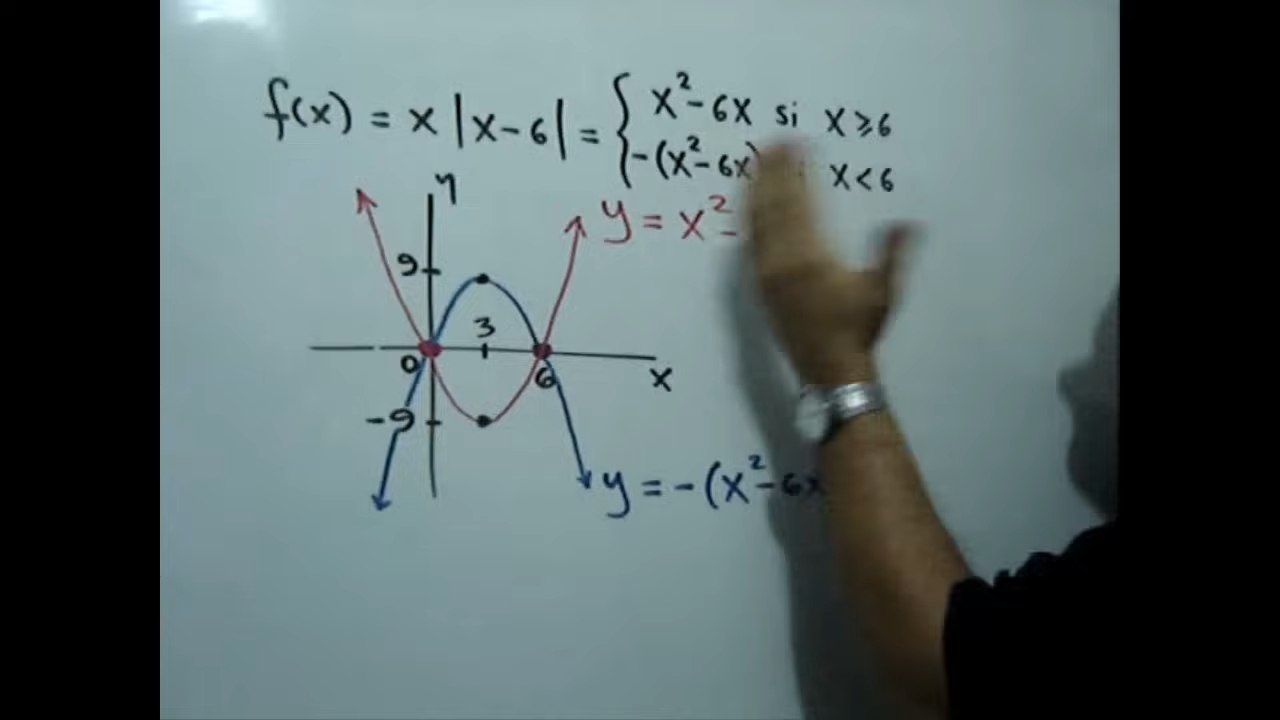 f(x) = x |x-6| = { x²-6x si x≥6
-(x²-6x) x<6
y
y = x²-
9
3
0
6
x
-9
y = -(x²-6x